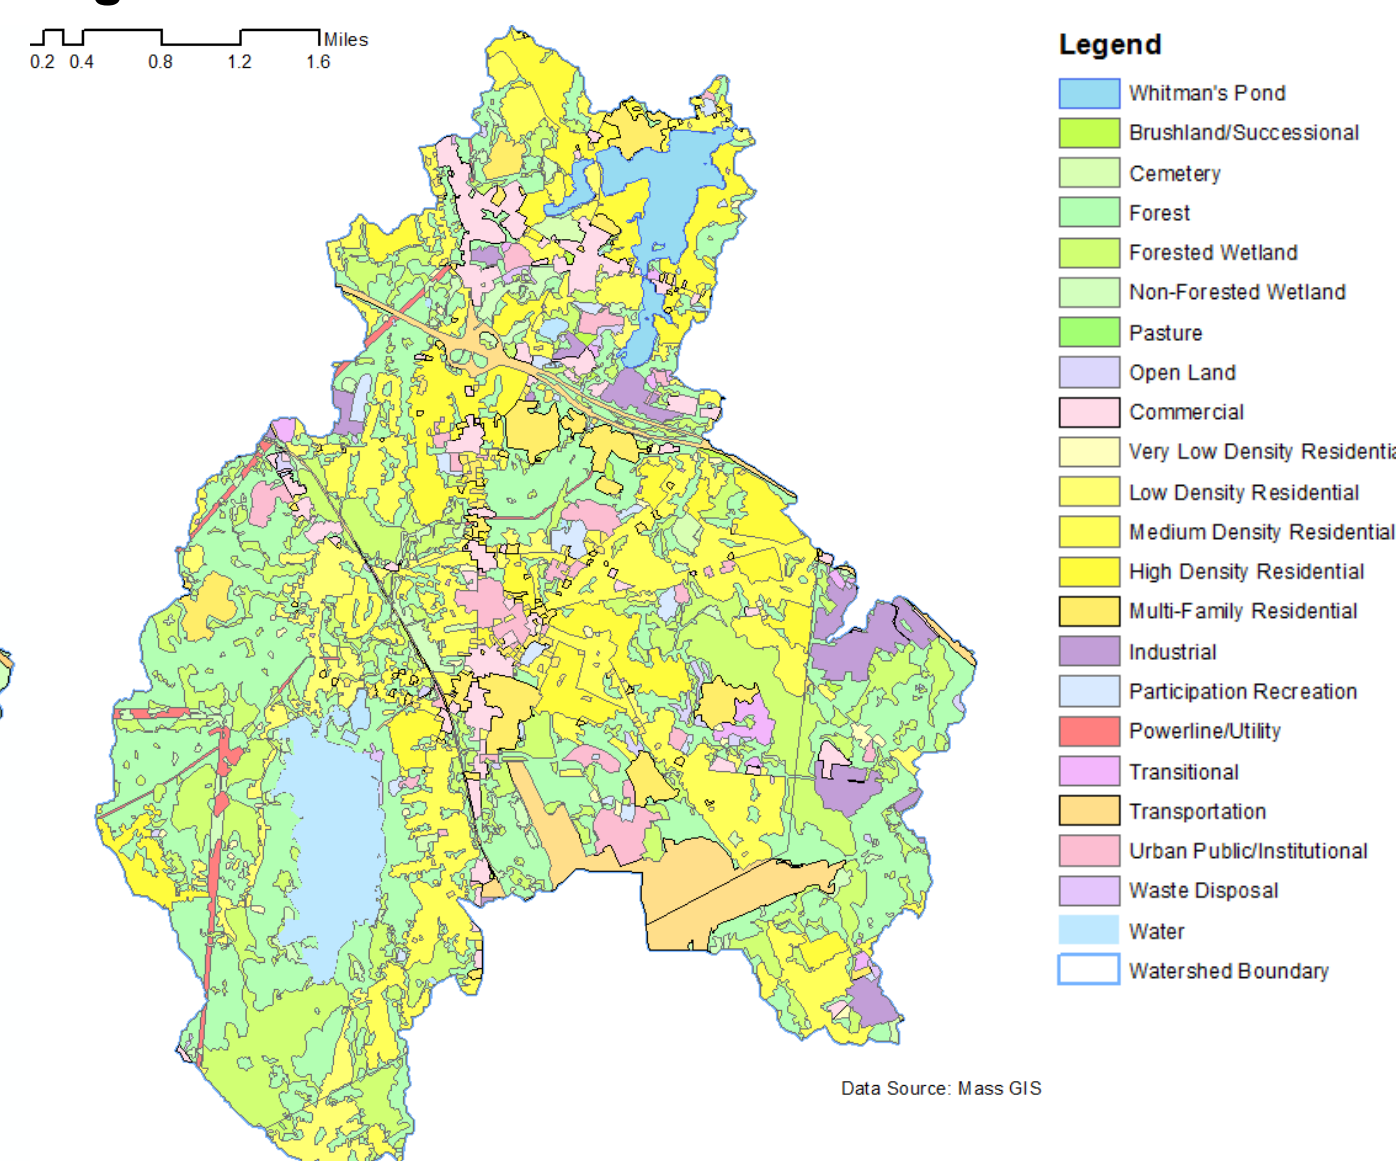 Miles
0.2 0.4 0.8 1.2 1.6
Legend
Whitman's Pond
Brushland/Successional
Cemetery
Forest
Forested Wetland
Non-Forested Wetland
Pasture
Open Land
Commercial
Very Low Density Residentia
Low Density Residential
Medium Density Residential
High Density Residential
Multi-Family Residential
Industrial
Participation Recreation
Powerline/Utility
Transitional
Transportation
Urban Public/Institutional
Waste Disposal
Water
Watershed Boundary
Data Source: Mass GIS